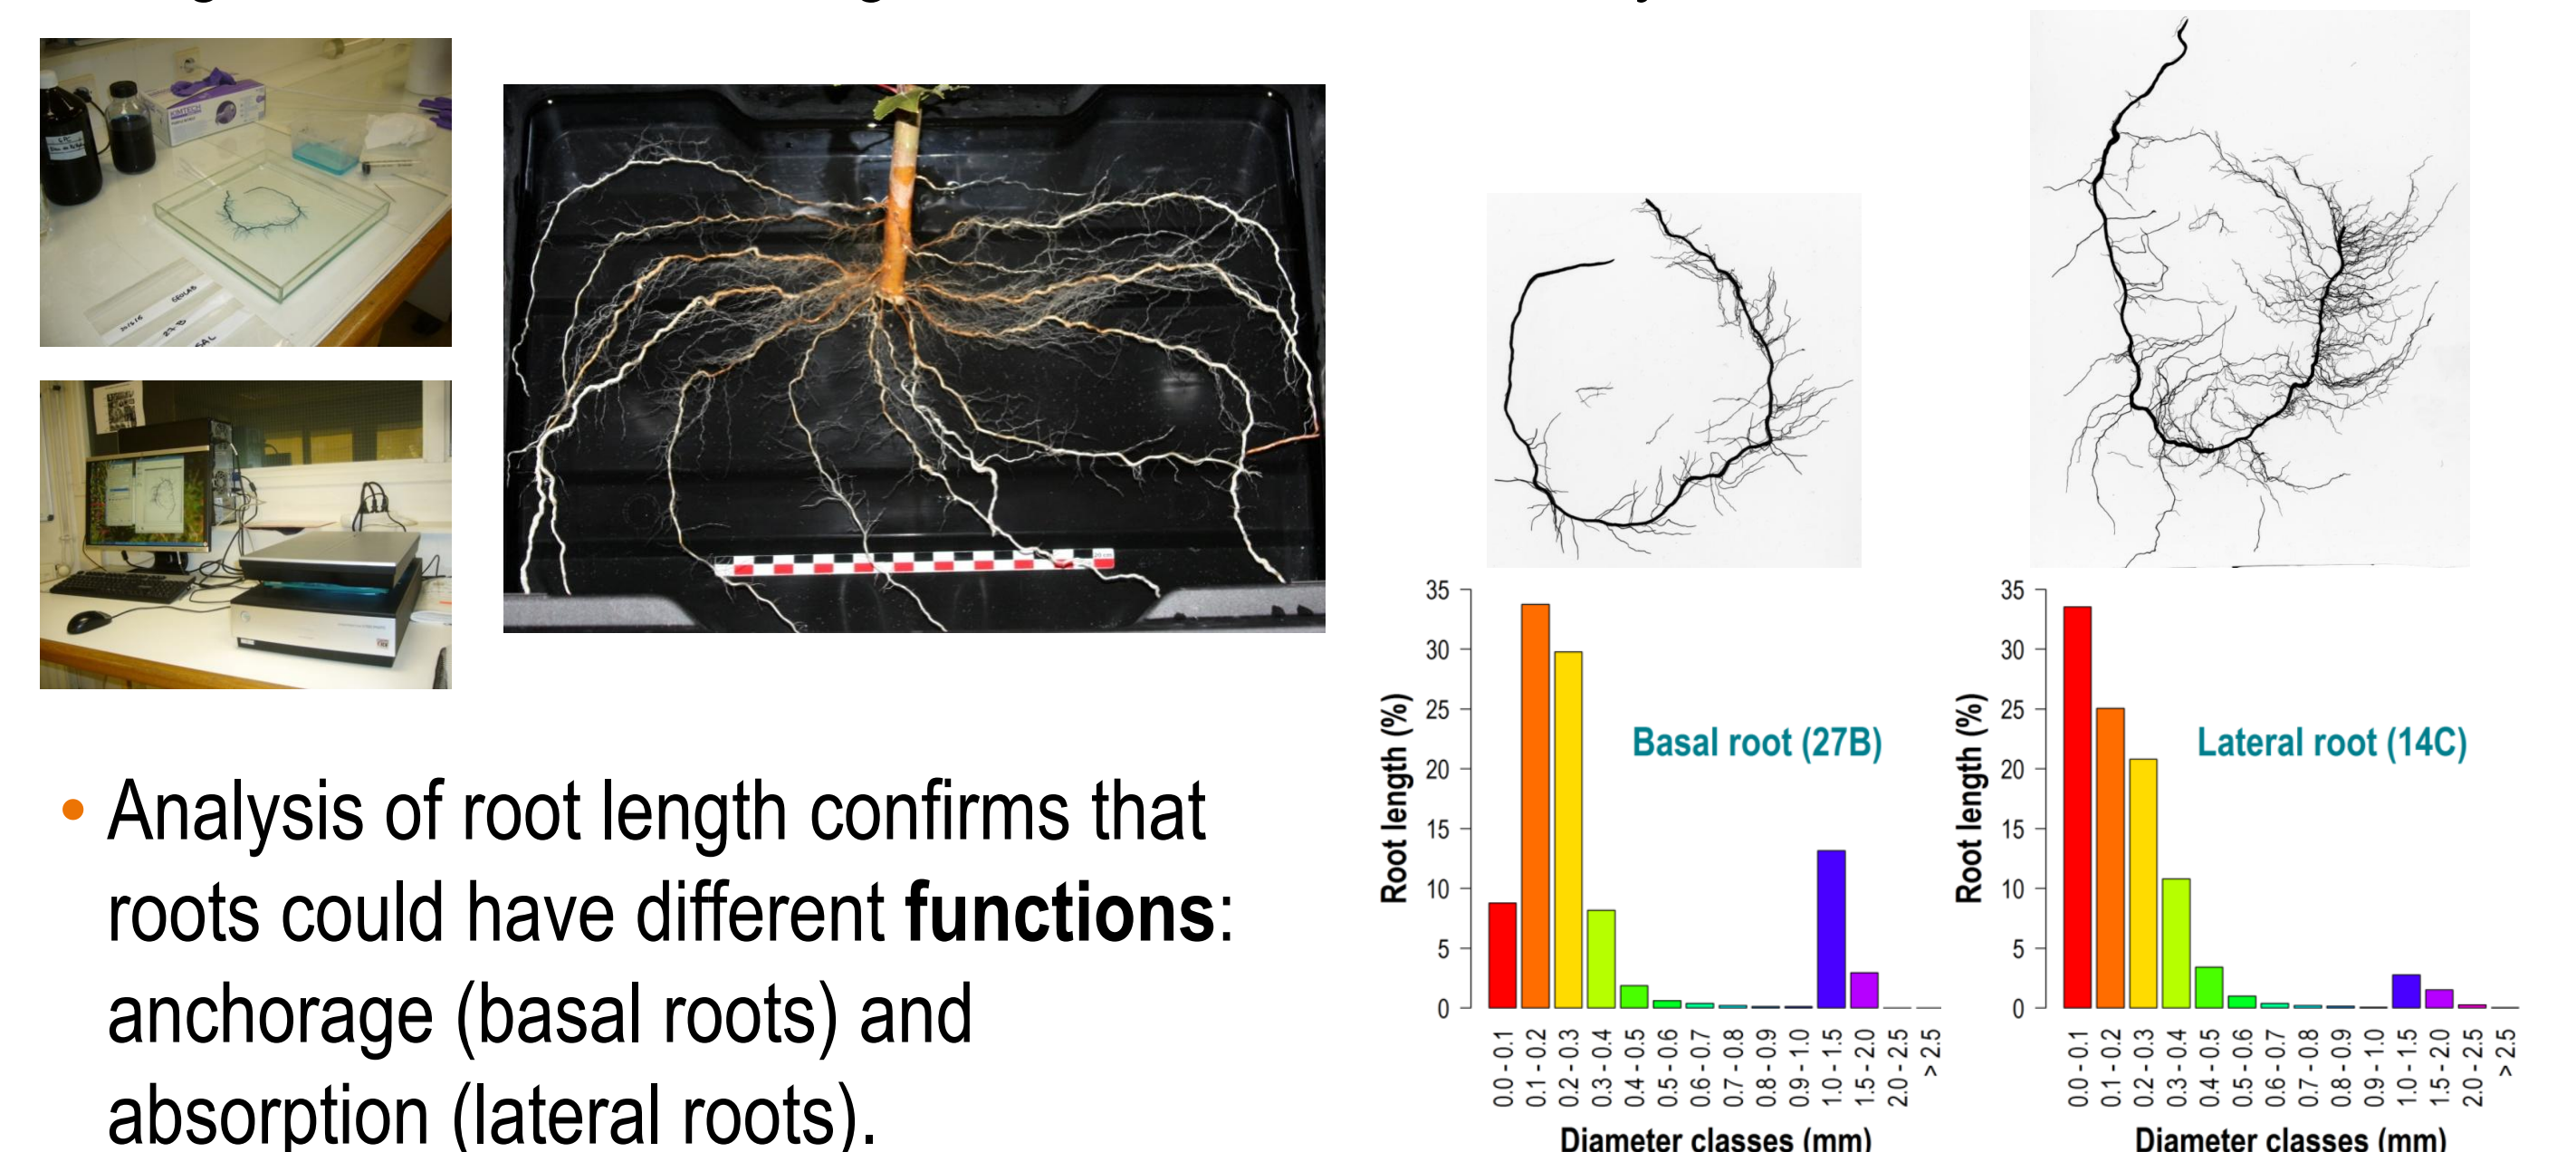 KIMTECH
• Analysis of root length confirms that
roots could have different functions:
anchorage (basal roots) and
absorption (lateral roots).
35
30
25
20
15
10
5
0
Root length (%)
Basal root (27B)
0.0 - 0.1
0.1 - 0.2
0.2 - 0.3
0.3 - 0.4
0.4 - 0.5
0.5 - 0.6
0.6 - 0.7
0.7 - 0.8
0.8 - 0.9
0.9 - 1.0
1.0 - 1.5
1.5 - 2.0
2.0 - 2.5
> 2.5
Diameter classes (mm)
35
30
25
20
15
10
5
0
Root length (%)
Lateral root (14C)
0.0 - 0.1
0.1 - 0.2
0.2 - 0.3
0.3 - 0.4
0.4 - 0.5
0.5 - 0.6
0.6 - 0.7
0.7 - 0.8
0.8 - 0.9
0.9 - 1.0
1.0 - 1.5
1.5 - 2.0
2.0 - 2.5
> 2.5
Diameter classes (mm)